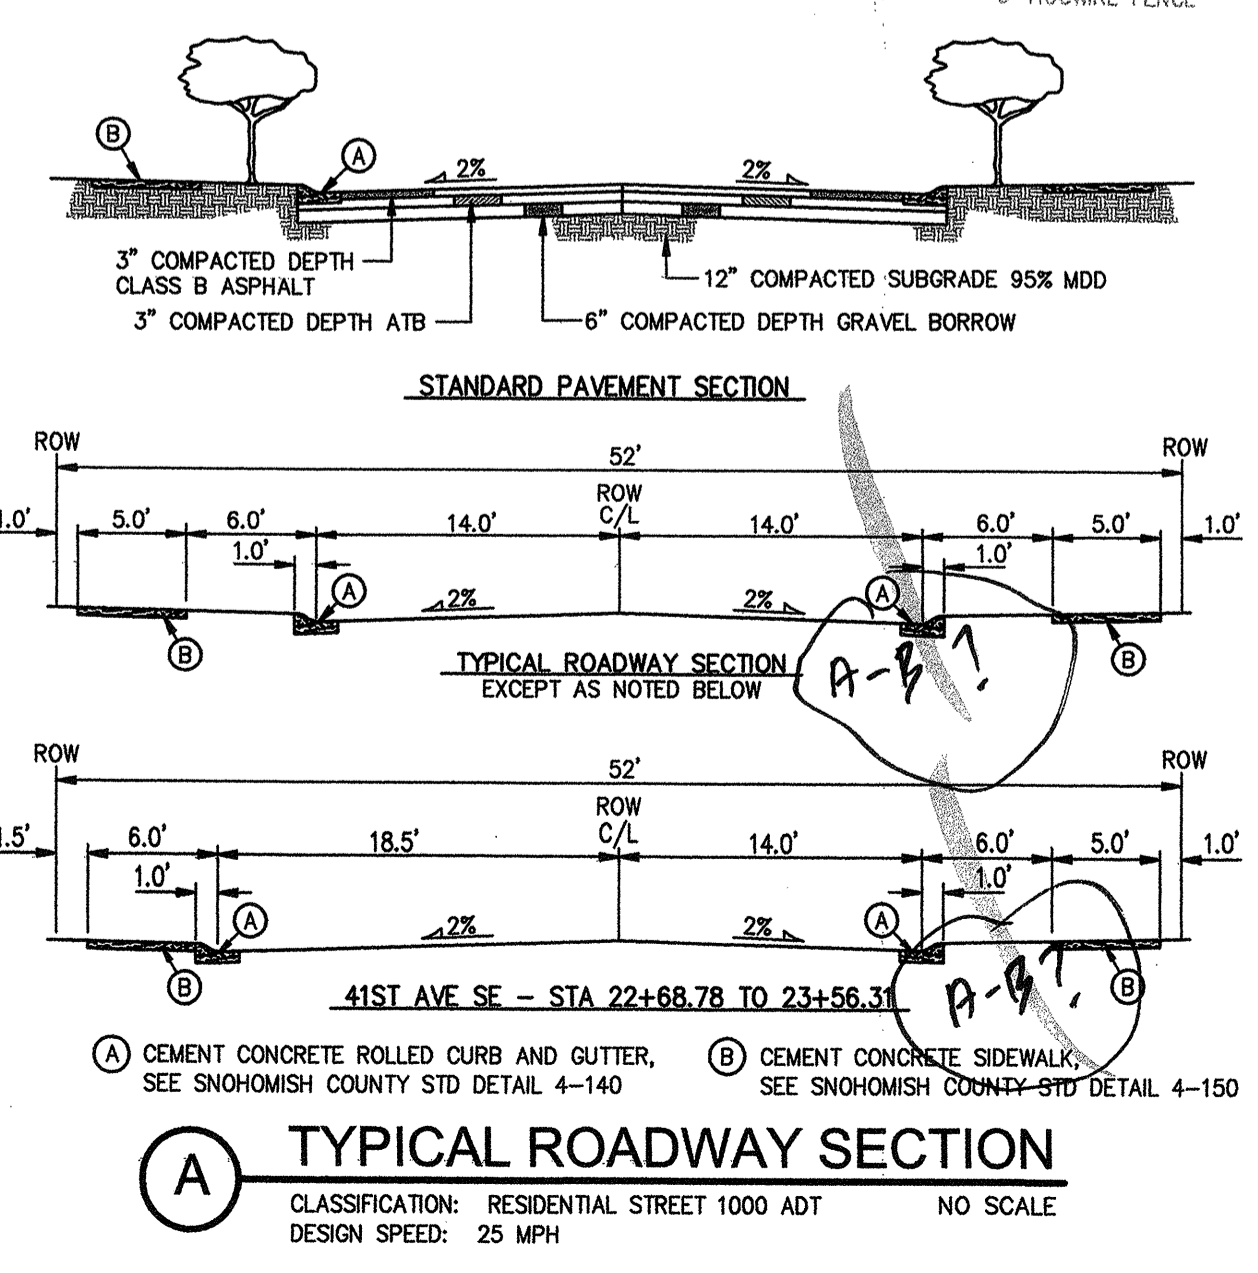 B
A
2%
2%
3" COMPACTED DEPTH
CLASS B ASPHALT
12" COMPACTED SUBGRADE 95% MDD
3" COMPACTED DEPTH ATB
6" COMPACTED DEPTH GRAVEL BORROW
STANDARD PAVEMENT SECTION
ROW
52'
ROW
ROW
C/L
1.0'
5.0'
6.0'
14.0'
14.0'
6.0'
5.0'
1.0'
1.0'
1.0'
A
2%
2%
A
B
B
TYPICAL ROADWAY SECTION
EXCEPT AS NOTED BELOW
A-B ?
ROW
52'
ROW
ROW
C/L
.5'
6.0'
18.5'
14.0'
6.0'
5.0'
1.0'
1.0'
1.0'
A
2%
2%
A
B
B
A-B ?
41ST AVE SE – STA 22+68.78 TO 23+56.31
A CEMENT CONCRETE ROLLED CURB AND GUTTER,
SEE SNOHOMISH COUNTY STD DETAIL 4–140
B CEMENT CONCRETE SIDEWALK,
SEE SNOHOMISH COUNTY STD DETAIL 4–150
A TYPICAL ROADWAY SECTION
CLASSIFICATION: RESIDENTIAL STREET 1000 ADT NO SCALE
DESIGN SPEED: 25 MPH